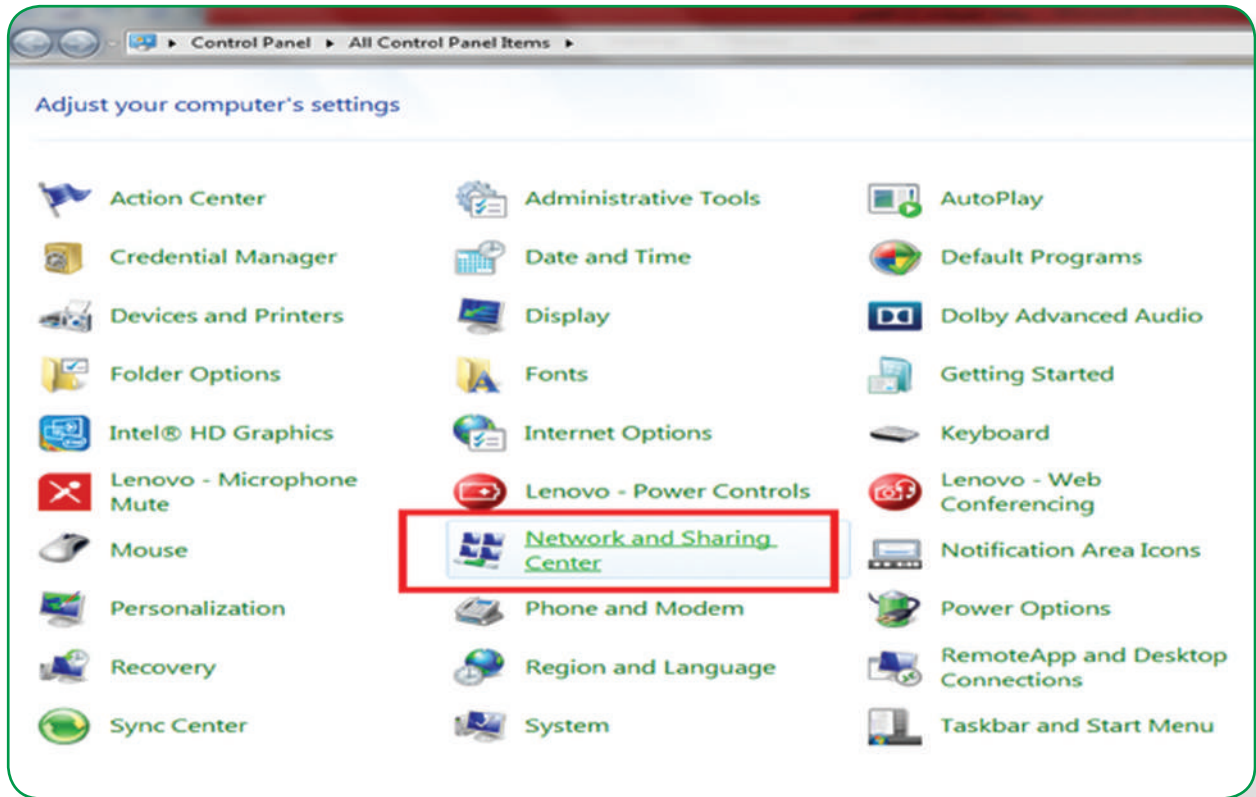 Control Panel ▸ All Control Panel Items ▸
Adjust your computer's settings
Action Center
Administrative Tools
AutoPlay
Credential Manager
Date and Time
Default Programs
Devices and Printers
Display
Dolby Advanced Audio
Folder Options
Fonts
Getting Started
Intel® HD Graphics
Internet Options
Keyboard
Lenovo - Microphone
Mute
Lenovo - Power Controls
Lenovo - Web
Conferencing
Mouse
Network and Sharing
Center
Notification Area Icons
Personalization
Phone and Modem
Power Options
Recovery
Region and Language
RemoteApp and Desktop
Connections
Sync Center
System
Taskbar and Start Menu